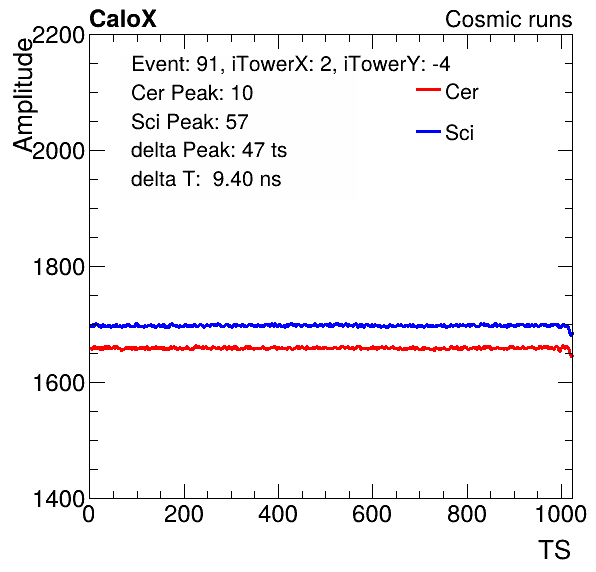 CaloX Cosmic runs
Amplitude
2200
2000
1800
1600
1400
Event: 91, iTowerX: 2, iTowerY: -4
Cer Peak: 10
Sci Peak: 57
delta Peak: 47 ts
delta T:  9.40 ns
Cer
Sci
0 200 400 600 800 1000
TS